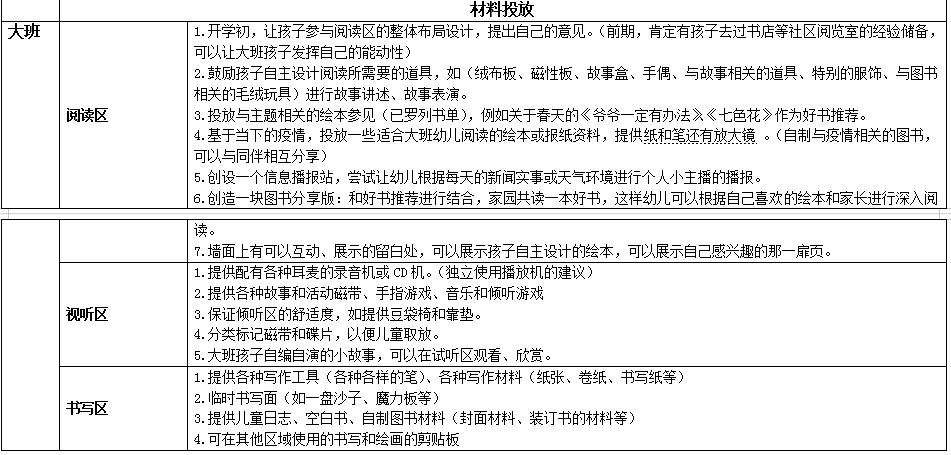 材料投放
大班
阅读区
1.开学初，让孩子参与阅读区的整体布局设计，提出自己的意见。（前期，肯定有孩子去过书店等社区阅览室的经验储备，
可以让大班孩子发挥自己的能动性）
2.鼓励孩子自主设计阅读所需要的道具，如（绒布板、磁性板、故事盒、手偶、与故事相关的道具、特别的服饰、与图书
相关的毛绒玩具）进行故事讲述、故事表演。
3.投放与主题相关的绘本参见（已罗列书单），例如关于春天的《爷爷一定有办法》、《七色花》作为好书推荐。
4.基于当下的疫情，投放一些适合大班幼儿阅读的绘本或报纸资料，提供纸和笔还有放大镜 。（自制与疫情相关的图书，
可以与同伴相互分享）
5.创设一个信息播报站，尝试让幼儿根据每天的新闻实事或天气环境进行个人小主播的播报。
6.创造一块图书分享版：和好书推荐进行结合，家园共读一本好书，这样幼儿可以根据自己喜欢的绘本和家长进行深入阅
读。
7.墙面上有可以互动、展示的留白处，可以展示孩子自主设计的绘本，可以展示自己感兴趣的那一扉页。
视听区
1.提供配有各种耳麦的录音机或 CD 机。（独立使用播放机的建议）
2.提供各种故事和活动磁带、手指游戏、音乐和倾听游戏
3.保证倾听区的舒适度，如提供豆袋椅和靠垫。
4.分类标记磁带和碟片，以便儿童取放。
5.大班孩子自编自演的小故事，可以在试听区观看、欣赏。
书写区
1.提供各种写作工具（各种各样的笔）、各种写作材料（纸张、卷纸、书写纸等）
2.临时书写面（如一盘沙子、魔力板等）
3.提供儿童日志、空白书、自制图书材料（封面材料、装订书的材料等）
4.可在其他区域使用的书写和绘画的剪贴板